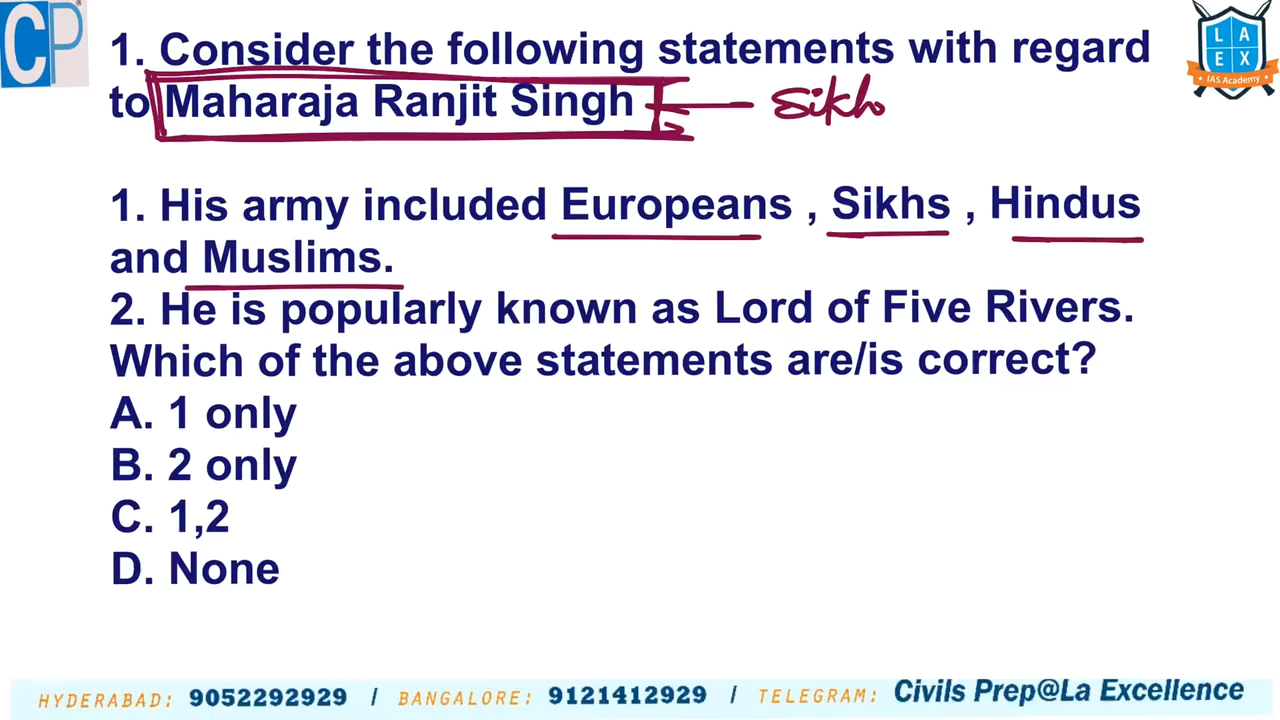 CP
LAEX
IAS Academy
1. Consider the following statements with regard
to Maharaja Ranjit Singh
Sikh
1. His army included Europeans , Sikhs , Hindus
and Muslims.
2. He is popularly known as Lord of Five Rivers.
Which of the above statements are/is correct?
A. 1 only
B. 2 only
C. 1,2
D. None
HYDERABAD: 9052292929 / BANGALORE: 9121412929 / TELEGRAM: Civils Prep@La Excellence